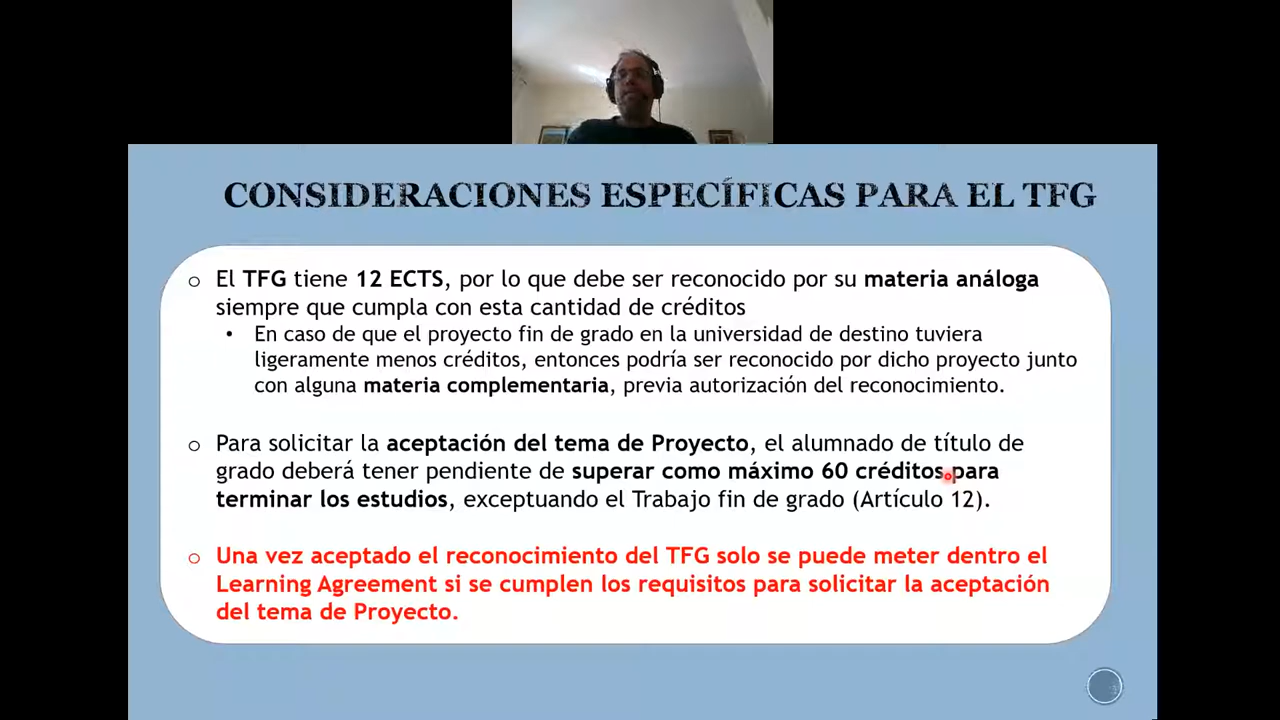 CONSIDERACIONES ESPECÍFICAS PARA EL TFG
o El TFG tiene 12 ECTS, por lo que debe ser reconocido por su materia análoga
siempre que cumpla con esta cantidad de créditos
• En caso de que el proyecto fin de grado en la universidad de destino tuviera
ligeramente menos créditos, entonces podría ser reconocido por dicho proyecto junto
con alguna materia complementaria, previa autorización del reconocimiento.
o Para solicitar la aceptación del tema de Proyecto, el alumnado de título de
grado deberá tener pendiente de superar como máximo 60 créditos para
terminar los estudios, exceptuando el Trabajo fin de grado (Artículo 12).
o Una vez aceptado el reconocimiento del TFG solo se puede meter dentro el
Learning Agreement si se cumplen los requisitos para solicitar la aceptación
del tema de Proyecto.